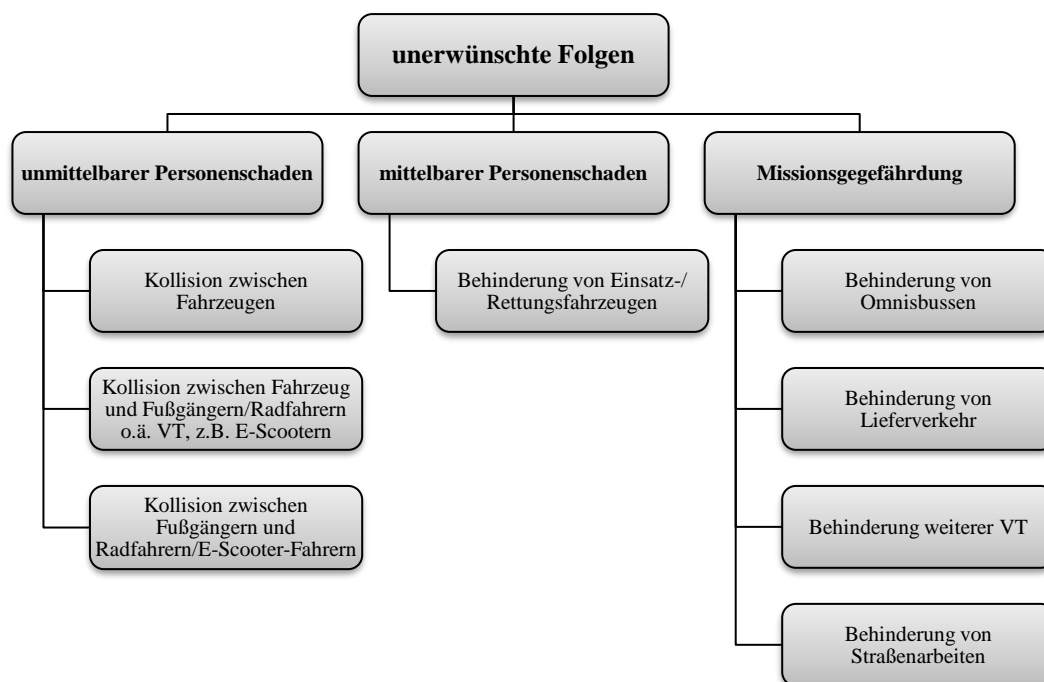 unerwünschte Folgen
unmittelbarer Personenschaden
Kollision zwischen
Fahrzeugen
Kollision zwischen Fahrzeug
und Fußgängern/Radfahrern
o.ä. VT, z.B. E-Scootern
Kollision zwischen
Fußgängern und
Radfahrern/E-Scooter-Fahrern
mittelbarer Personenschaden
Behinderung von Einsatz-/
Rettungsfahrzeugen
Missionsgegefährdung
Behinderung von
Omnisbussen
Behinderung von
Lieferverkehr
Behinderung weiterer VT
Behinderung von
Straßenarbeiten